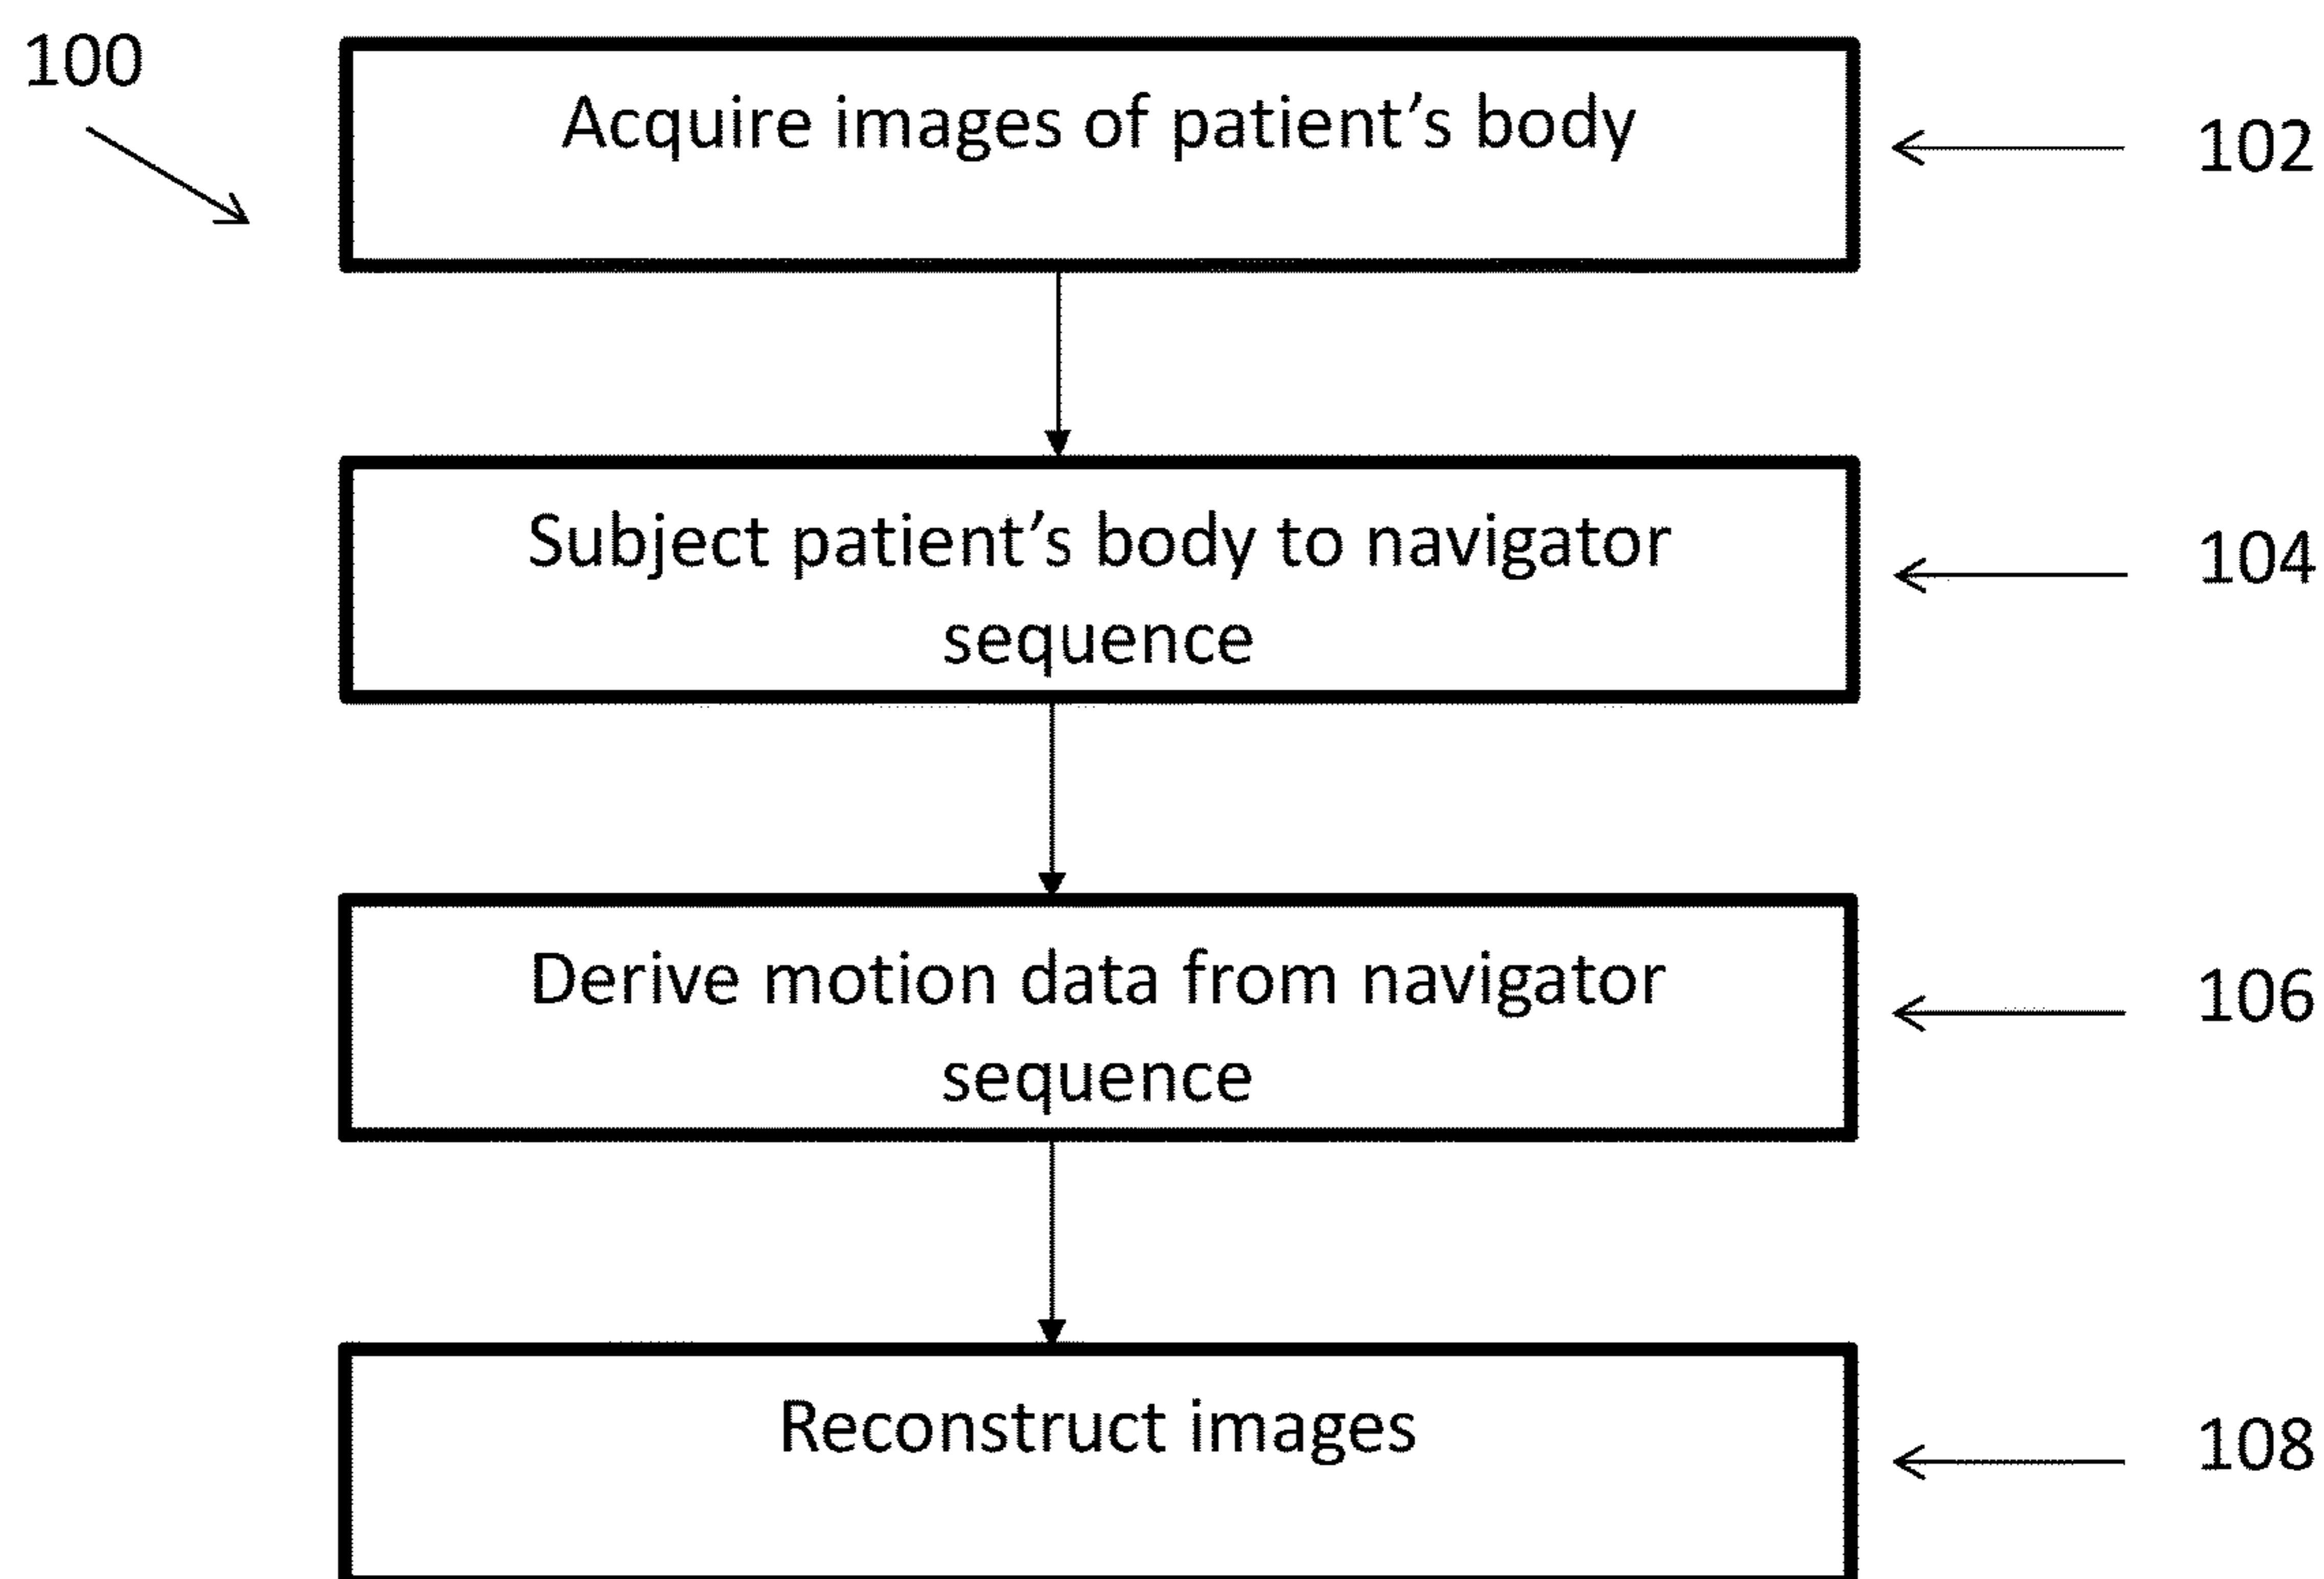 100
Acquire images of patient’s body
102
Subject patient’s body to navigator
sequence
104
Derive motion data from navigator
sequence
106
Reconstruct images
108